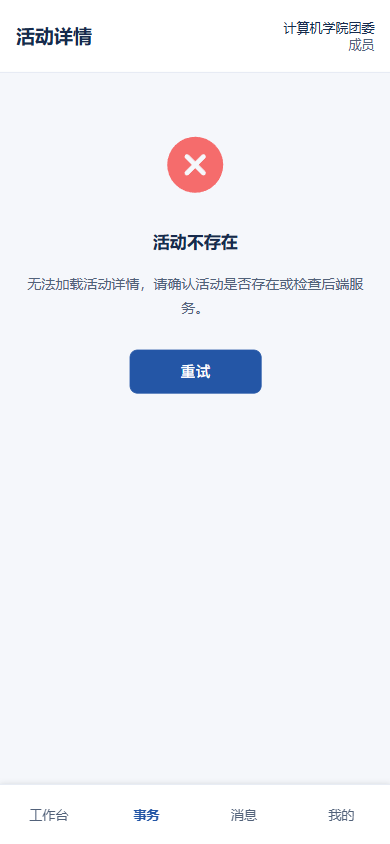 活动详情
计算机学院团委
成员
活动不存在
无法加载活动详情，请确认活动是否存在或检查后端服
务。
重试
工作台
事务
消息
我的